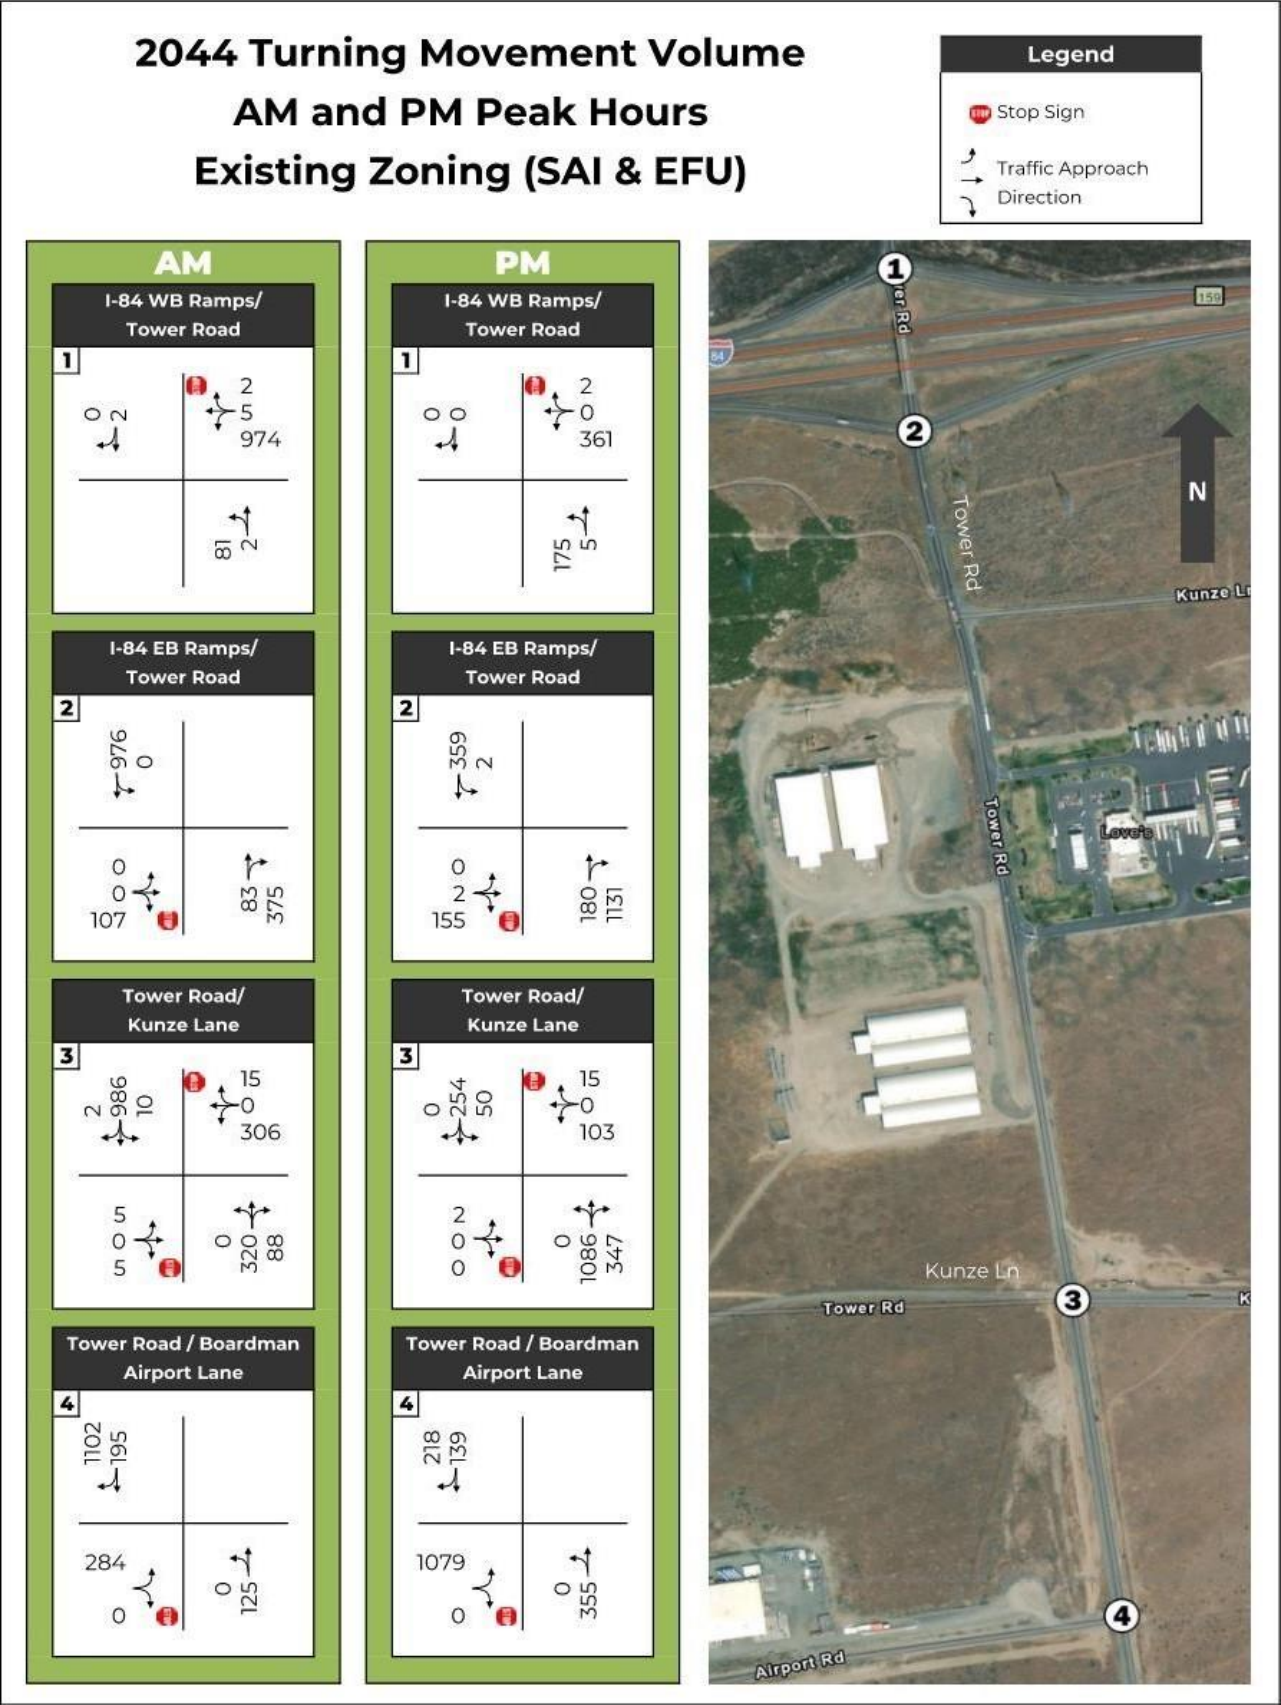 2044 Turning Movement Volume
AM and PM Peak Hours
Existing Zoning (SAI & EFU)
Legend
STOP Stop Sign
Traffic Approach
Direction
AM
I-84 WB Ramps/
Tower Road
1
0
2
2
5
974
81
2
I-84 EB Ramps/
Tower Road
2
976
0
0
0
107
83
375
Tower Road/
Kunze Lane
3
2
986
10
15
0
306
5
0
5
0
320
88
Tower Road / Boardman
Airport Lane
4
1102
195
284
0
0
125
PM
I-84 WB Ramps/
Tower Road
1
0
0
2
0
361
175
5
I-84 EB Ramps/
Tower Road
2
359
2
0
2
155
180
1131
Tower Road/
Kunze Lane
3
0
254
50
15
0
103
2
0
0
0
1086
347
Tower Road / Boardman
Airport Lane
4
218
139
1079
0
0
355
1
er Rd
159
84
2
N
Tower Rd
Kunze Ln
Tower Rd
Love's
Kunze Ln
Tower Rd
3
K
4
Airport Rd